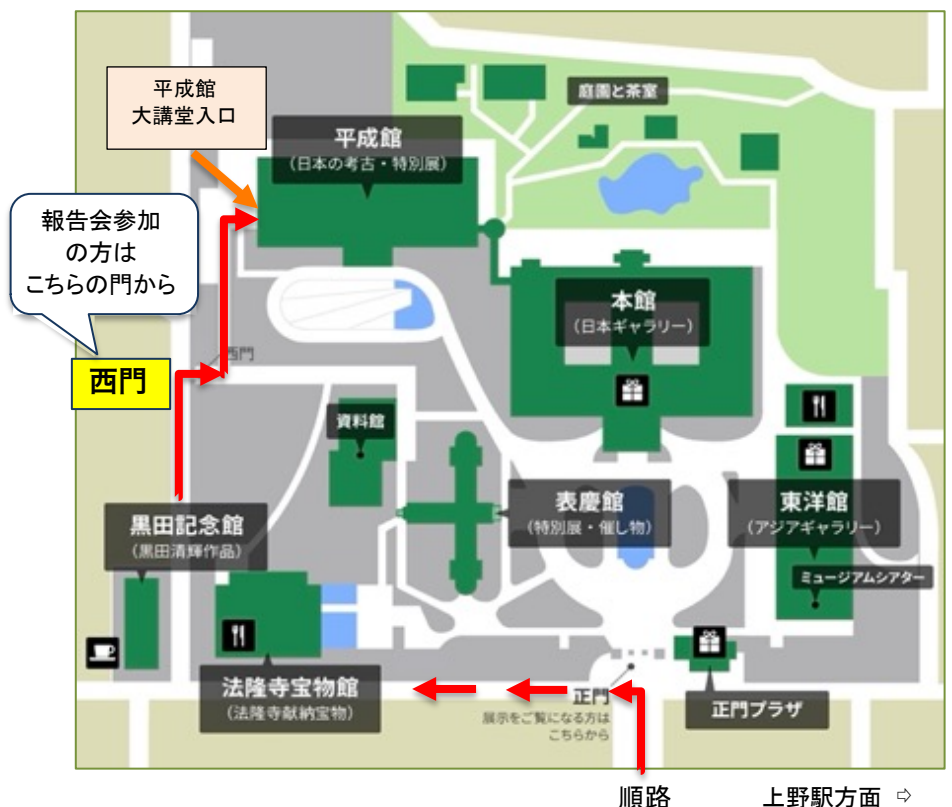 平成館
大講堂入口
庭園と茶室
平成館
(日本の考古・特別展)
報告会参加
の方は
こちらの門から
本館
(日本ギャラリー)
西門
西門
資料館
黒田記念館
(黒田清輝作品)
表慶館
(特別展・催し物)
東洋館
(アジアギャラリー)
ミュージアムシアター
法隆寺宝物館
(法隆寺献納宝物)
正門
展示をご覧になる方は
こちらから
正門プラザ
順路
上野駅方面 ⇨